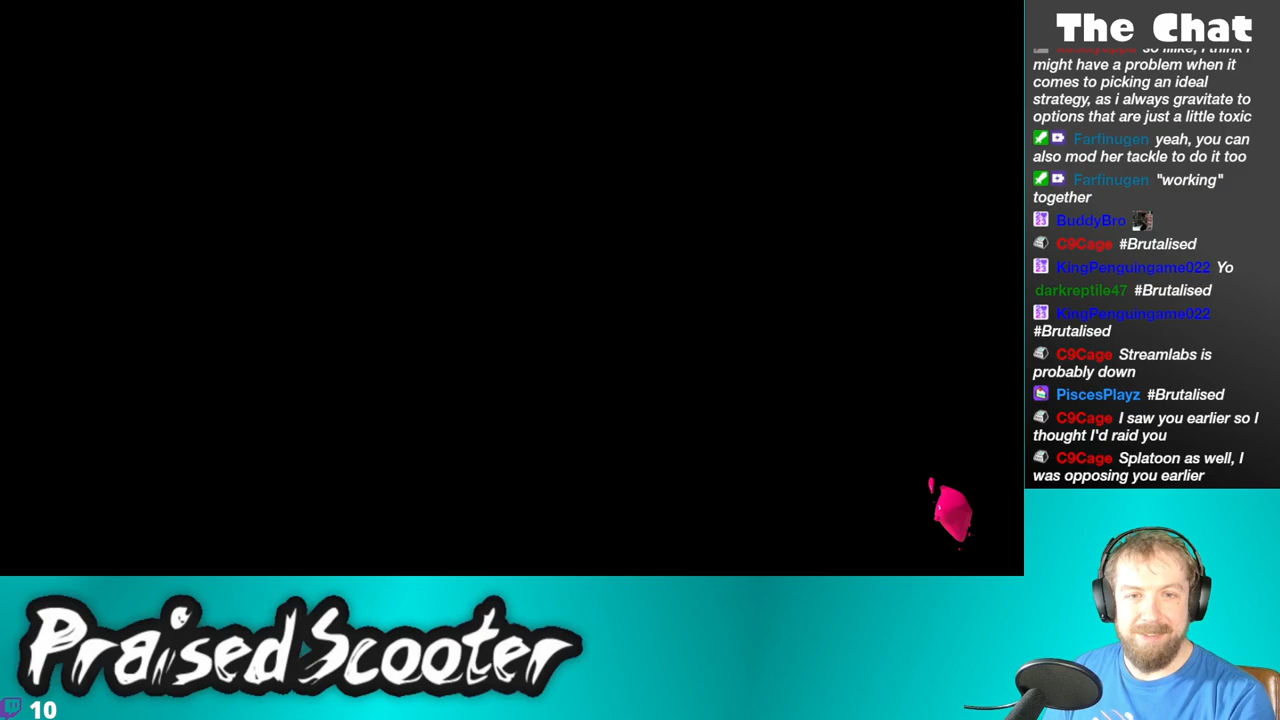 The Chat
might have a problem when it
comes to picking an ideal
strategy, as i always gravitate to
options that are just a little toxic
Farfinugen yeah, you can
also mod her tackle to do it too
Farfinugen "working"
together
BuddyBro
C9Cage #Brutalised
KingPenguingame022 Yo
darkreptile47 #Brutalised
KingPenguingame022
#Brutalised
C9Cage Streamlabs is
probably down
PiscesPlayz #Brutalised
C9Cage I saw you earlier so I
thought I'd raid you
C9Cage Splatoon as well, I
was opposing you earlier
PraisedScooter
10